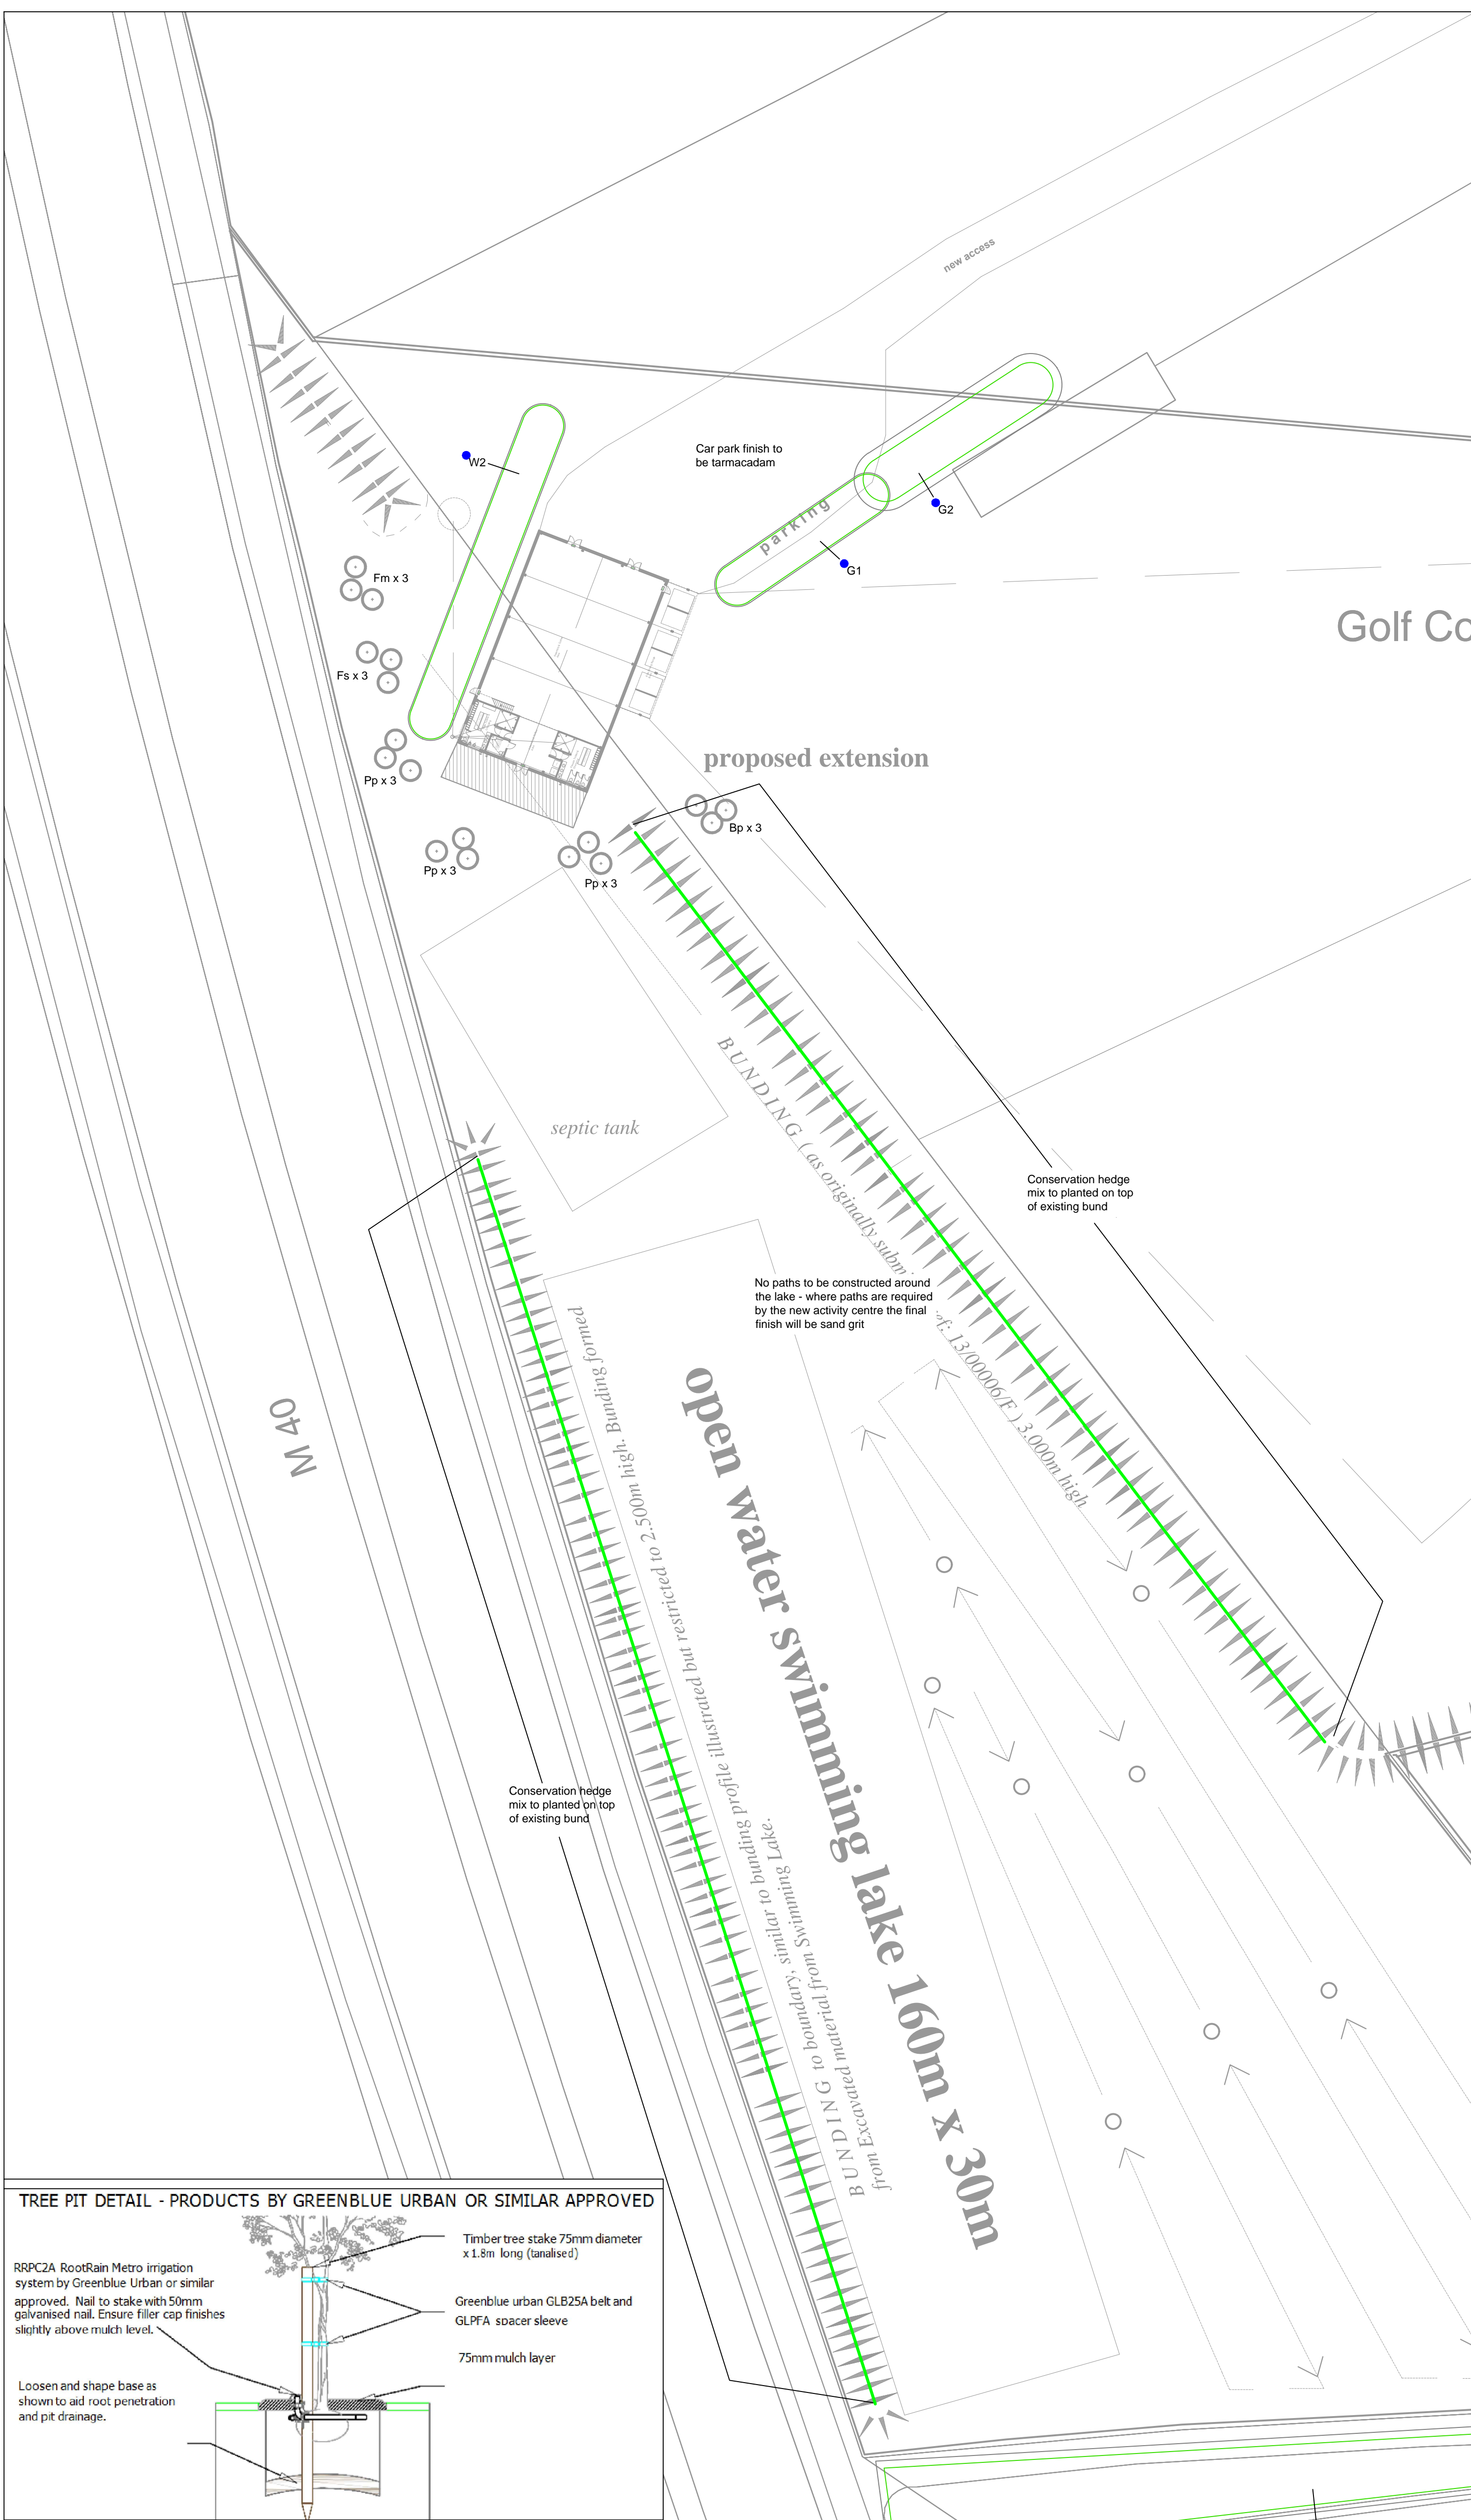 new access
Car park finish to
be tarmacadam
W2
G2
parking
G1
Fm x 3
Golf Co
Fs x 3
proposed extension
Pp x 3
Bp x 3
Pp x 3
Pp x 3
BUNDING ( as originally subm
ef: 13/00006/F ) 3.000m high
septic tank
Conservation hedge
mix to planted on top
of existing bund
No paths to be constructed around
the lake - where paths are required
by the new activity centre the final
finish will be sand grit
M 40
open water swimming lake 160m x 30m
BUNDING to boundary, similar to bunding profile illustrated but restricted to 2.500m high. Bunding formed
from Excavated material from Swimming Lake.
Conservation hedge
mix to planted on top
of existing bund
TREE PIT DETAIL - PRODUCTS BY GREENBLUE URBAN OR SIMILAR APPROVED
Timber tree stake 75mm diameter
x 1.8m long (tanalised)
RRPC2A RootRain Metro irrigation
system by Greenblue Urban or similar
approved. Nail to stake with 50mm
galvanised nail. Ensure filler cap finishes
slightly above mulch level.
Greenblue urban GLB25A belt and
GLPFA spacer sleeve
75mm mulch layer
Loosen and shape base as
shown to aid root penetration
and pit drainage.